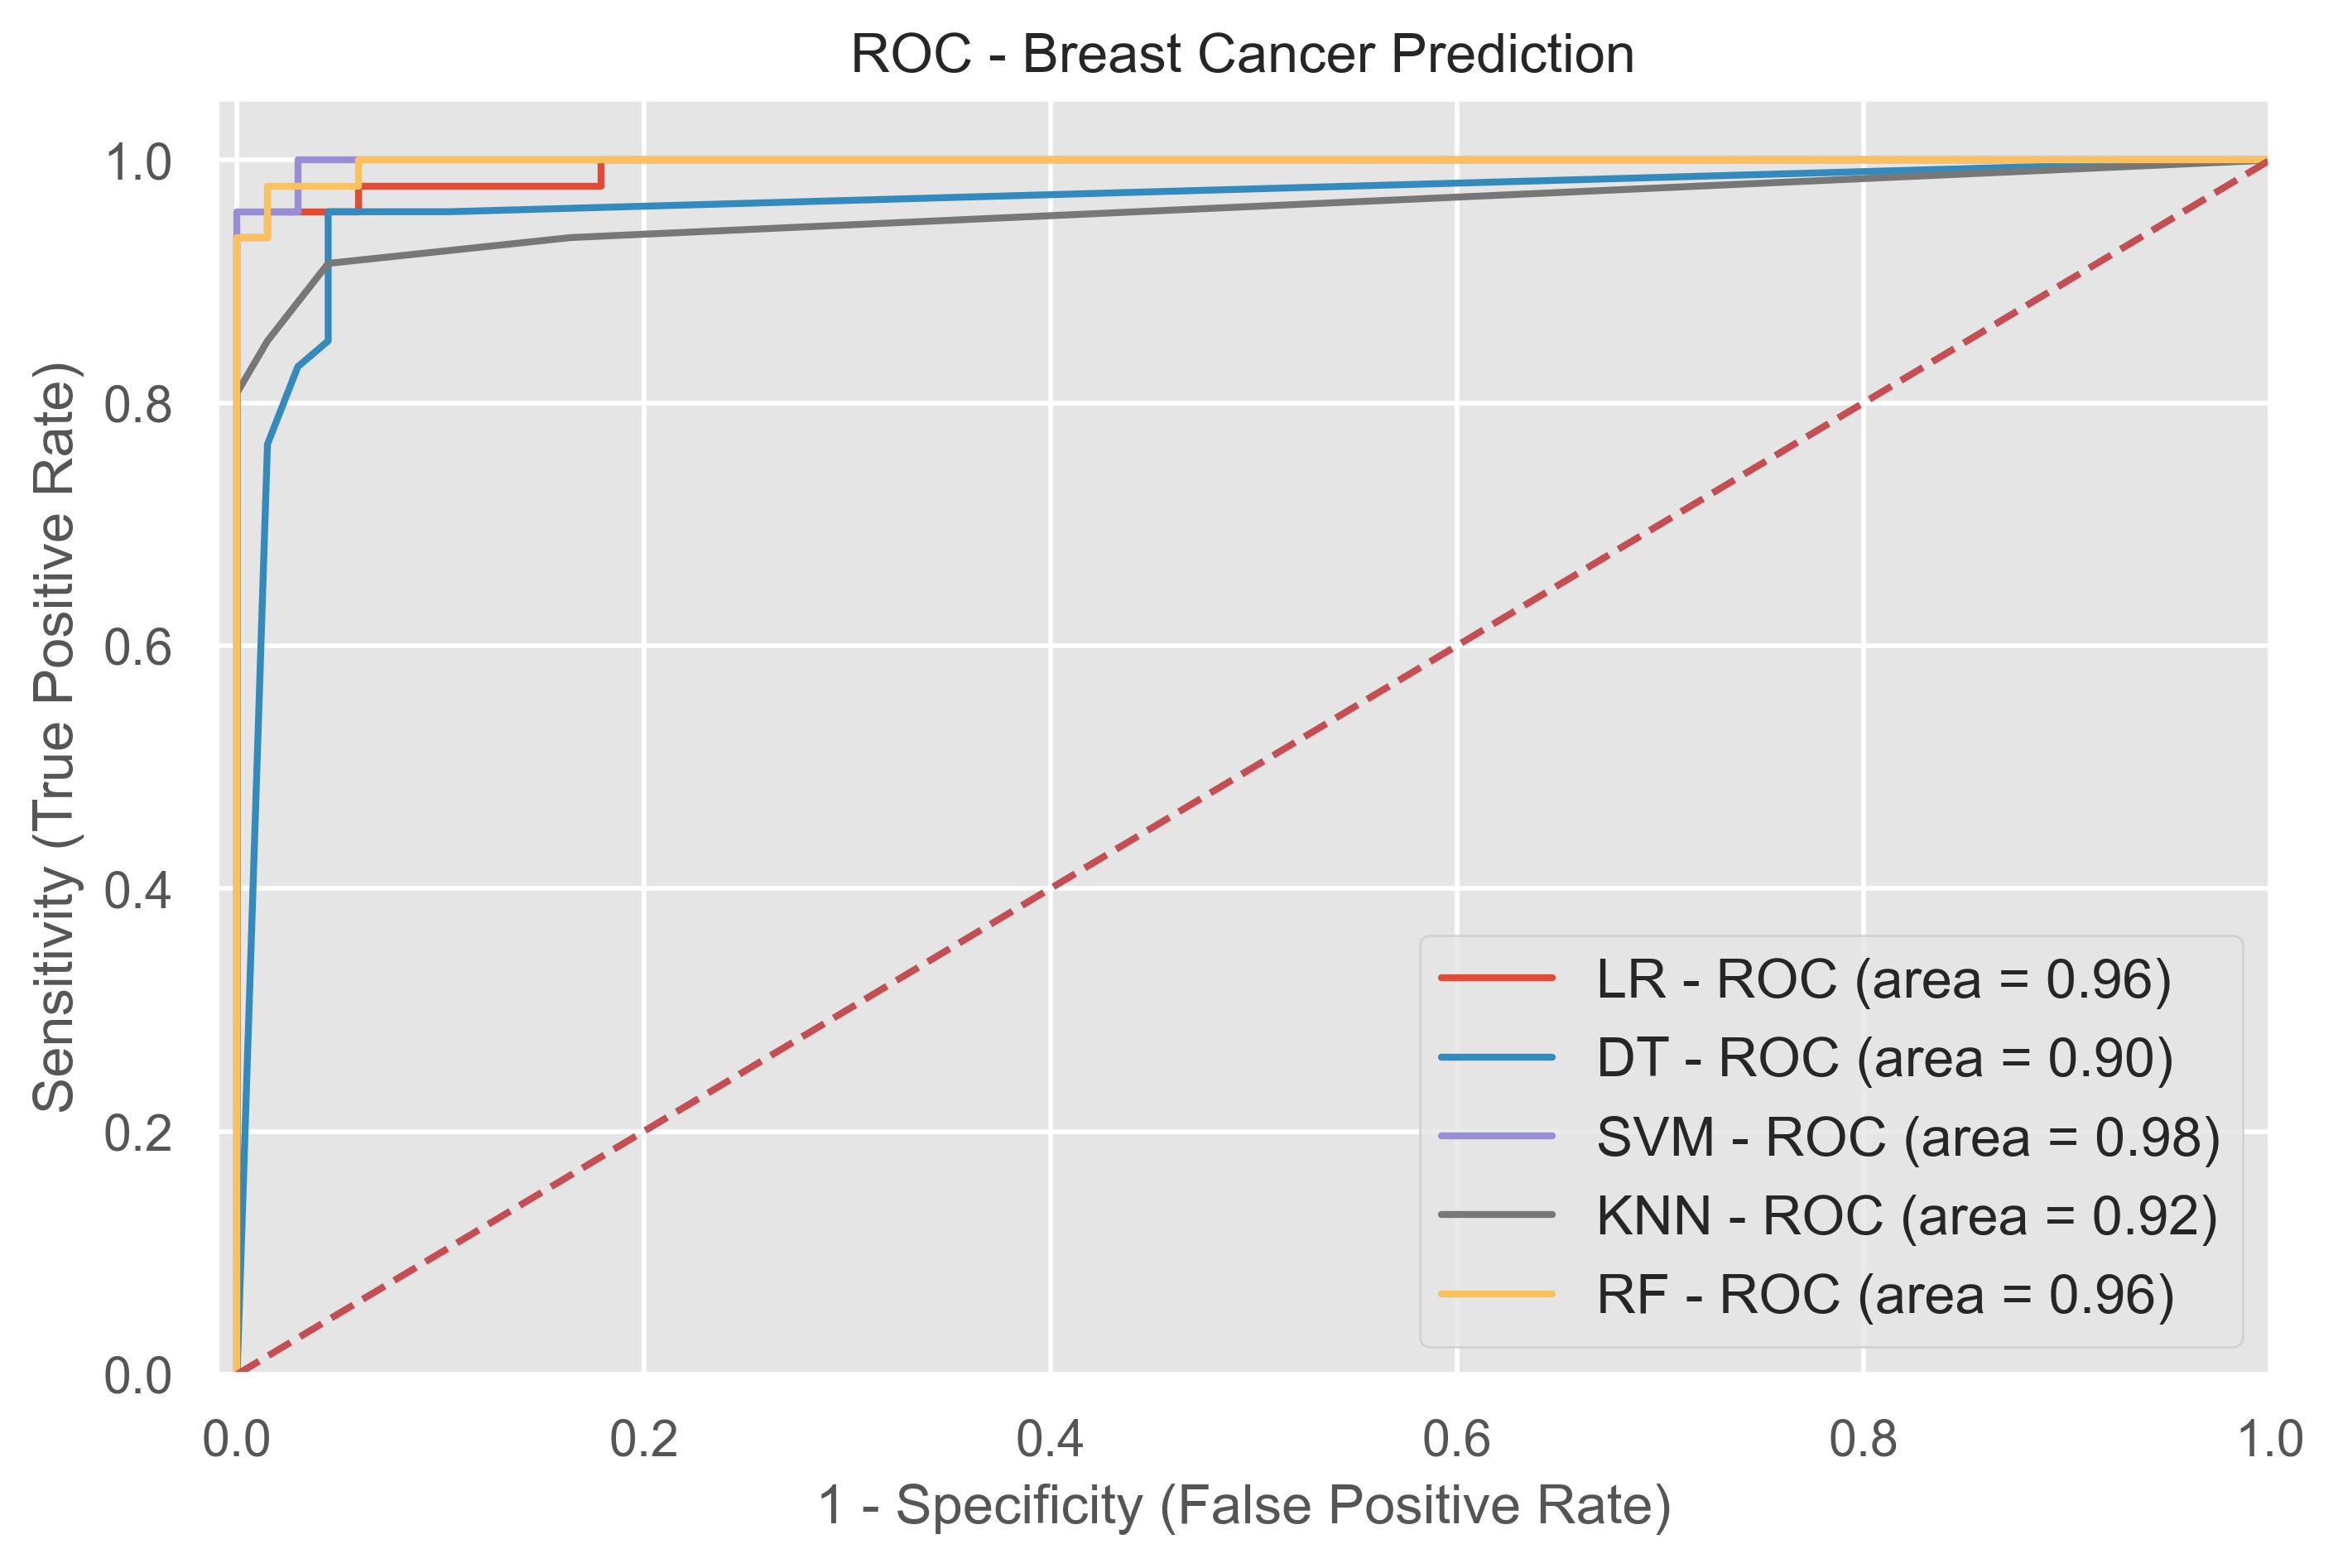 ROC - Breast Cancer Prediction
Sensitivity (True Positive Rate)
1.0
0.8
0.6
0.4
0.2
0.0
LR - ROC (area = 0.96)
DT - ROC (area = 0.90)
SVM - ROC (area = 0.98)
KNN - ROC (area = 0.92)
RF - ROC (area = 0.96)
0.0 0.2 0.4 0.6 0.8 1.0
1 - Specificity (False Positive Rate)